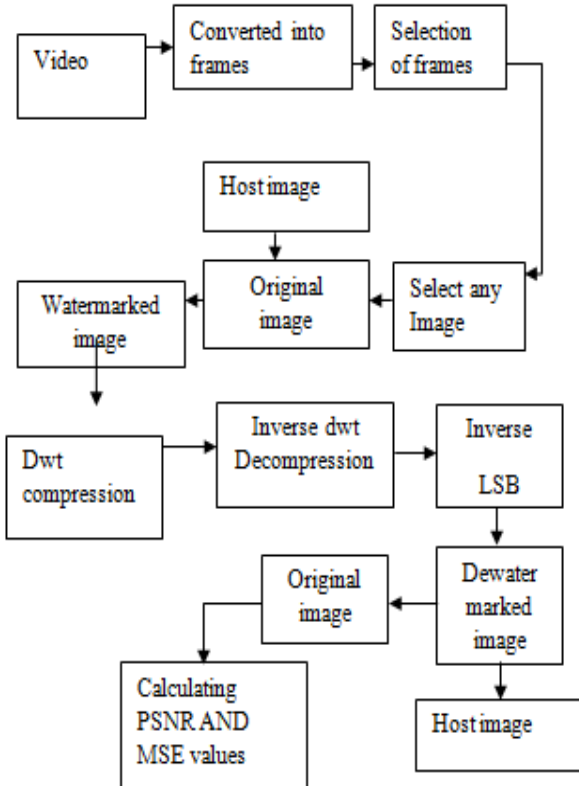 Video
Converted into
frames
Selection
of frames
Host image
Watermarked
image
Original
image
Select any
Image
Dwt
compression
Inverse dwt
Decompression
Inverse
LSB
Original
image
Dewater
marked
image
Calculating
PSNR AND
MSE values
Host image